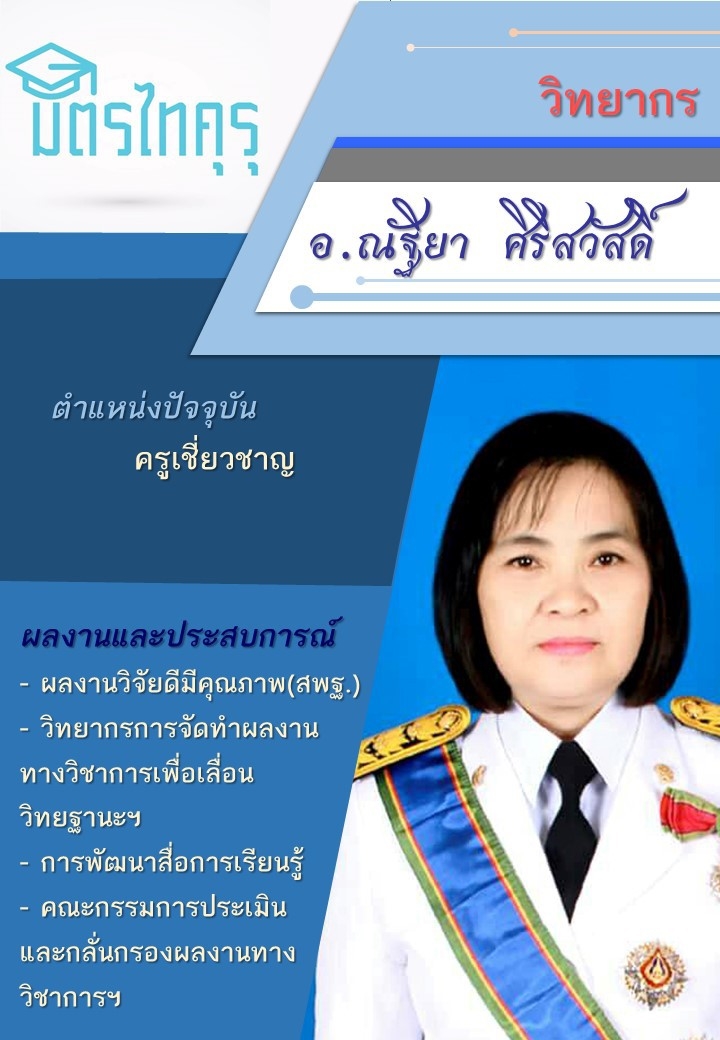 มิตรไทคุรุ
วิทยากร
อ.ณฐิยา ศิริสวัสดิ์
ตำแหน่งปัจจุบัน
ครูเชี่ยวชาญ
ผลงานและประสบการณ์
- ผลงานวิจัยดีมีคุณภาพ(สพฐ.)
- วิทยากรการจัดทำผลงาน
ทางวิชาการเพื่อเลื่อน
วิทยฐานะฯ
- การพัฒนาสื่อการเรียนรู้
- คณะกรรมการประเมิน
และกลั่นกรองผลงานทาง
วิชาการฯ